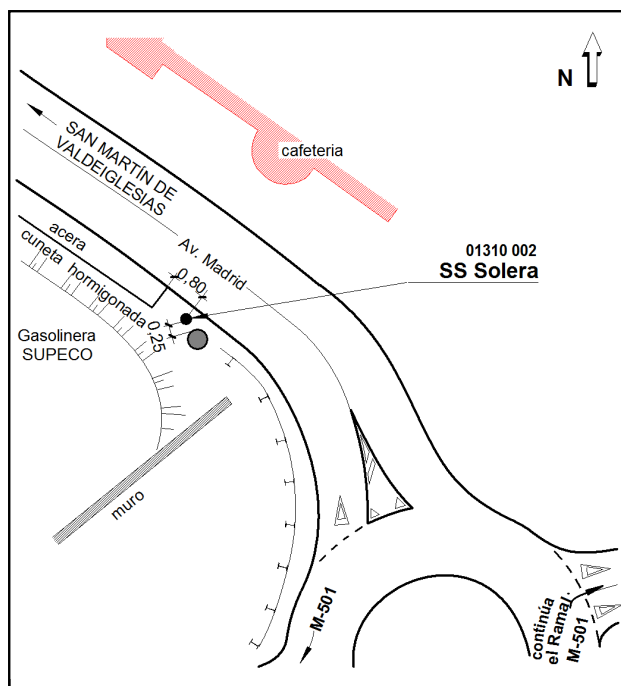 N
SAN MARTÍN DE
VALDEIGLESIAS
cafeteria
acera
Av. Madrid
01310 002
SS Solera
cuneta hormigonada
0,80
0,25
Gasolinera
SUPECO
muro
M-501
continúa
el Ramal.
M-501